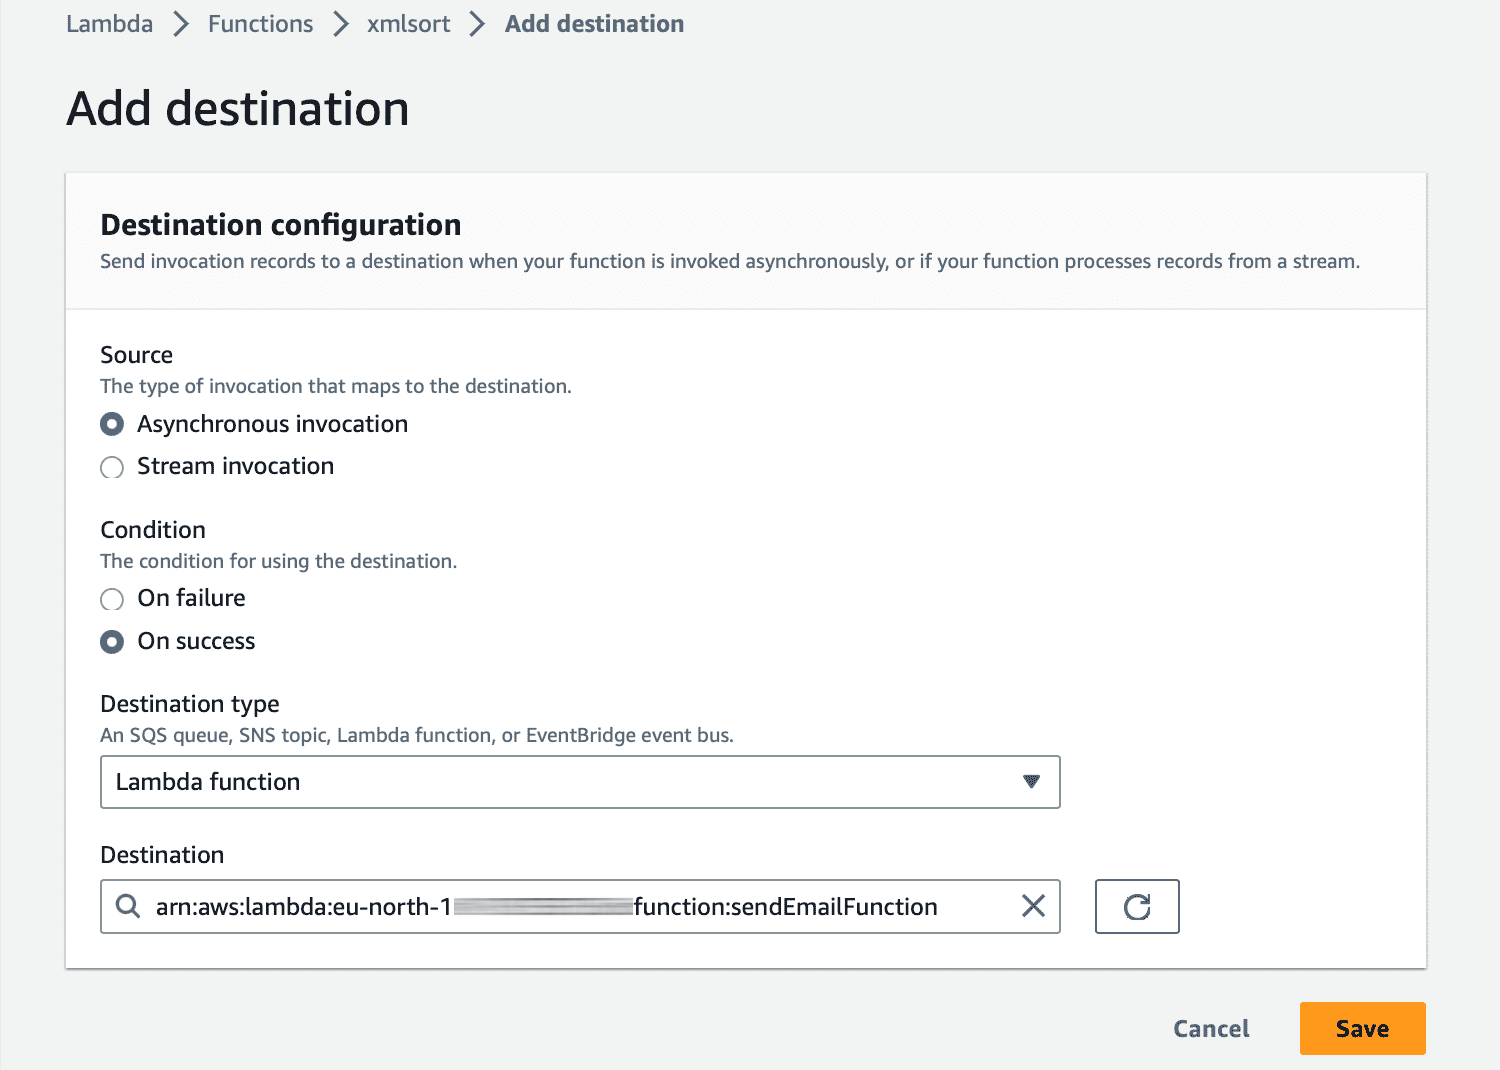 Lambda > Functions > xmlsort > Add destination
Add destination
Destination configuration
Send invocation records to a destination when your function is invoked asynchronously, or if your function processes records from a stream.
Source
The type of invocation that maps to the destination.
Asynchronous invocation
Stream invocation
Condition
The condition for using the destination.
On failure
On success
Destination type
An SQS queue, SNS topic, Lambda function, or EventBridge event bus.
Lambda function
Destination
arn:aws:lambda:eu-north-1 function:sendEmailFunction
Cancel Save